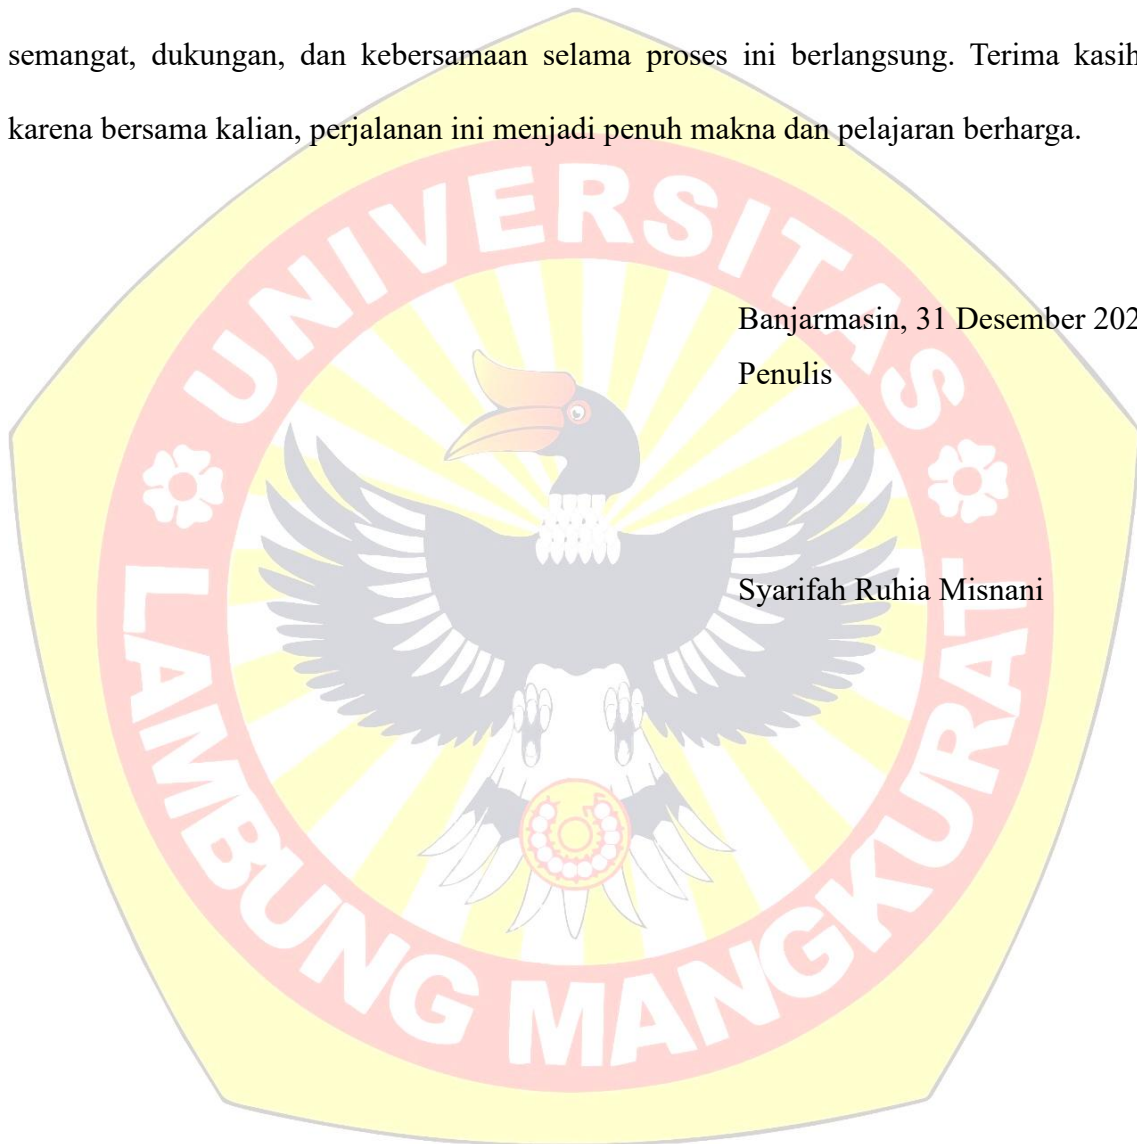 semangat, dukungan, dan kebersamaan selama proses ini berlangsung. Terima kasih
karena bersama kalian, perjalanan ini menjadi penuh makna dan pelajaran berharga.
Banjarmasin, 31 Desember 202
Penulis
Syarifah Ruhia Misnani
UNIVERSITAS
LAMBUNG MANGKURAT